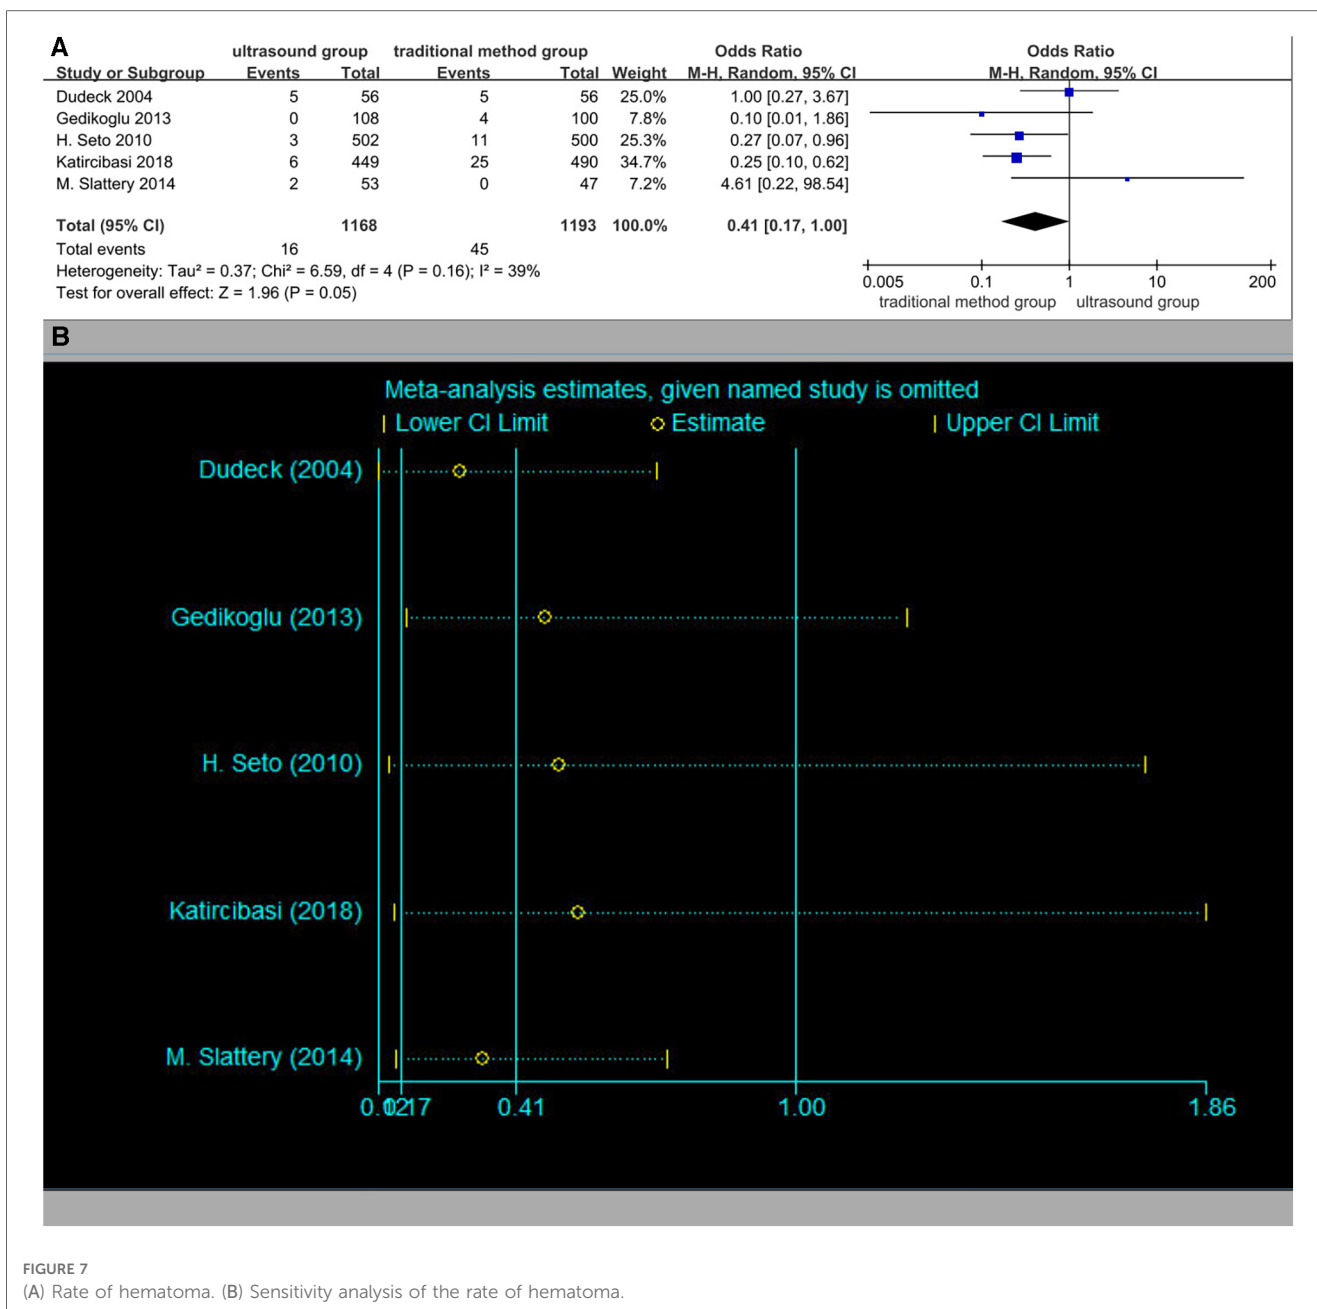 A
ultrasound group traditional method group Odds Ratio Odds Ratio
Study or Subgroup Events Total Events Total Weight M-H, Random, 95% CI M-H, Random, 95% CI
Dudeck 2004 5 56 5 56 25.0% 1.00 [0.27, 3.67]
Gedikoglu 2013 0 108 4 100 7.8% 0.10 [0.01, 1.86]
H. Seto 2010 3 502 11 500 25.3% 0.27 [0.07, 0.96]
Katircibasi 2018 6 449 25 490 34.7% 0.25 [0.10, 0.62]
M. Slattery 2014 2 53 0 47 7.2% 4.61 [0.22, 98.54]
Total (95% CI) 1168 1193 100.0% 0.41 [0.17, 1.00]
Total events 16 45
Heterogeneity: Tau² = 0.37; Chi² = 6.59, df = 4 (P = 0.16); I² = 39%
Test for overall effect: Z = 1.96 (P = 0.05)
0.005 0.1 1 10 200
traditional method group ultrasound group
B
Meta-analysis estimates, given named study is omitted
Lower CI Limit Estimate Upper CI Limit
Dudeck (2004)
Gedikoglu (2013)
H. Seto (2010)
Katircibasi (2018)
M. Slattery (2014)
0.41 1.00 1.86
FIGURE 7
(A) Rate of hematoma. (B) Sensitivity analysis of the rate of hematoma.